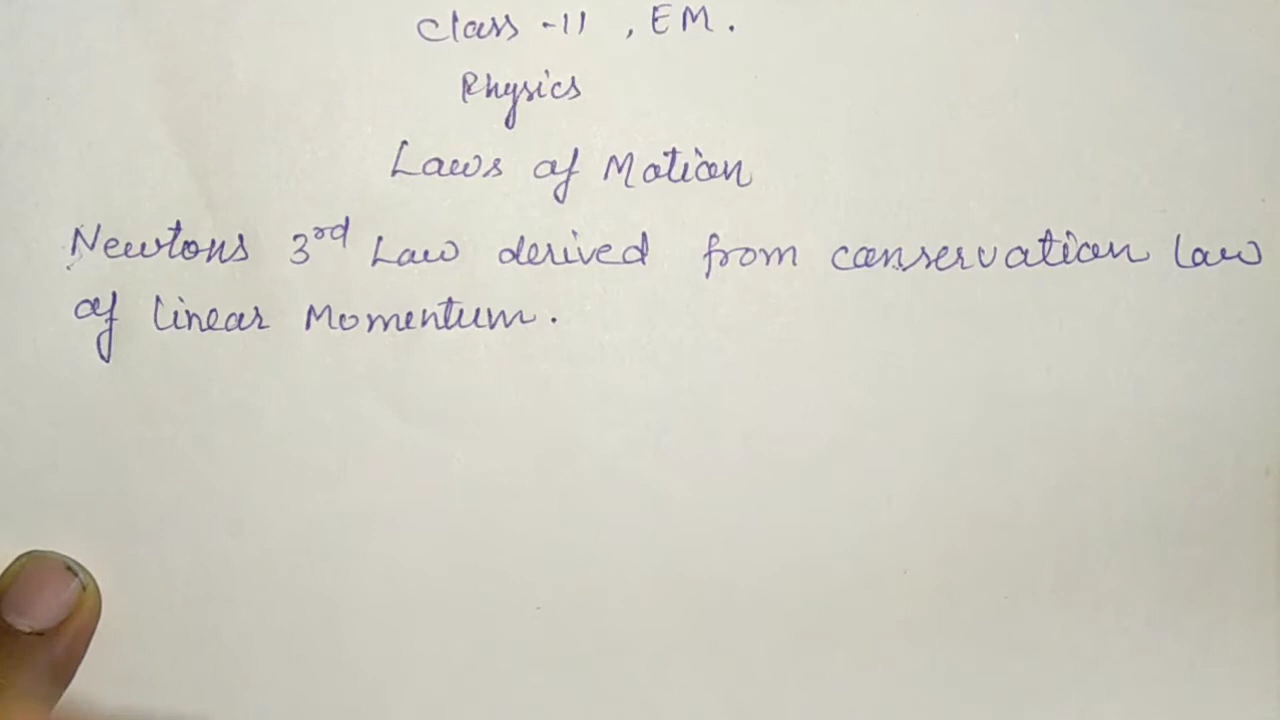 Class -11 , EM.
Physics
Laws of Motion
Newtons 3rd Law derived from conservation law
of linear Momentum.